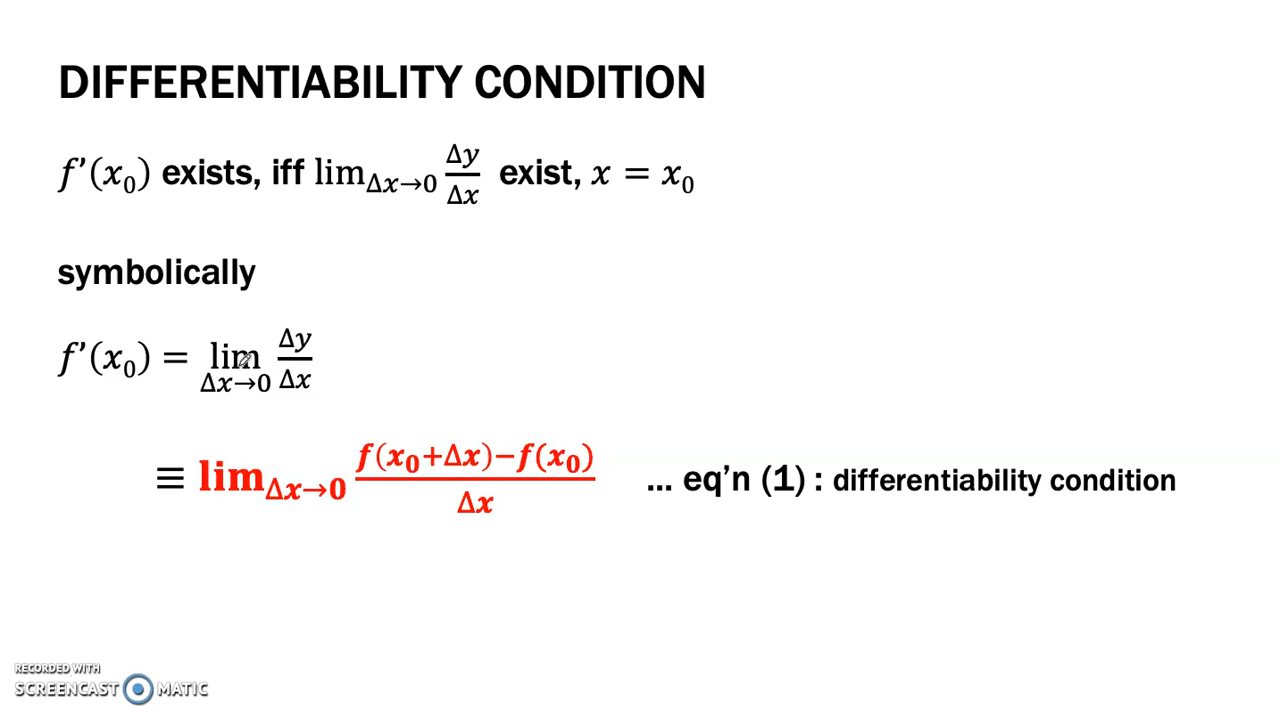 DIFFERENTIABILITY CONDITION
f'(x₀) exists, iff lim_{Δx→0} Δy/Δx exist, x = x₀
symbolically
f'(x₀) = lim_{Δx→0} Δy/Δx
≡ lim_{Δx→0} (f(x₀+Δx)−f(x₀))/Δx ... eq'n (1) : differentiability condition
RECORDED WITH
SCREENCAST MATIC